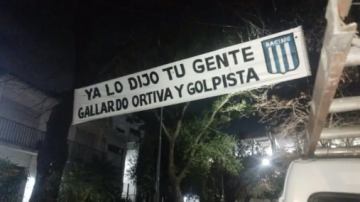 RACING
YA LO DIJO TU GENTE
GALLARDO ORTIVA Y GOLPISTA